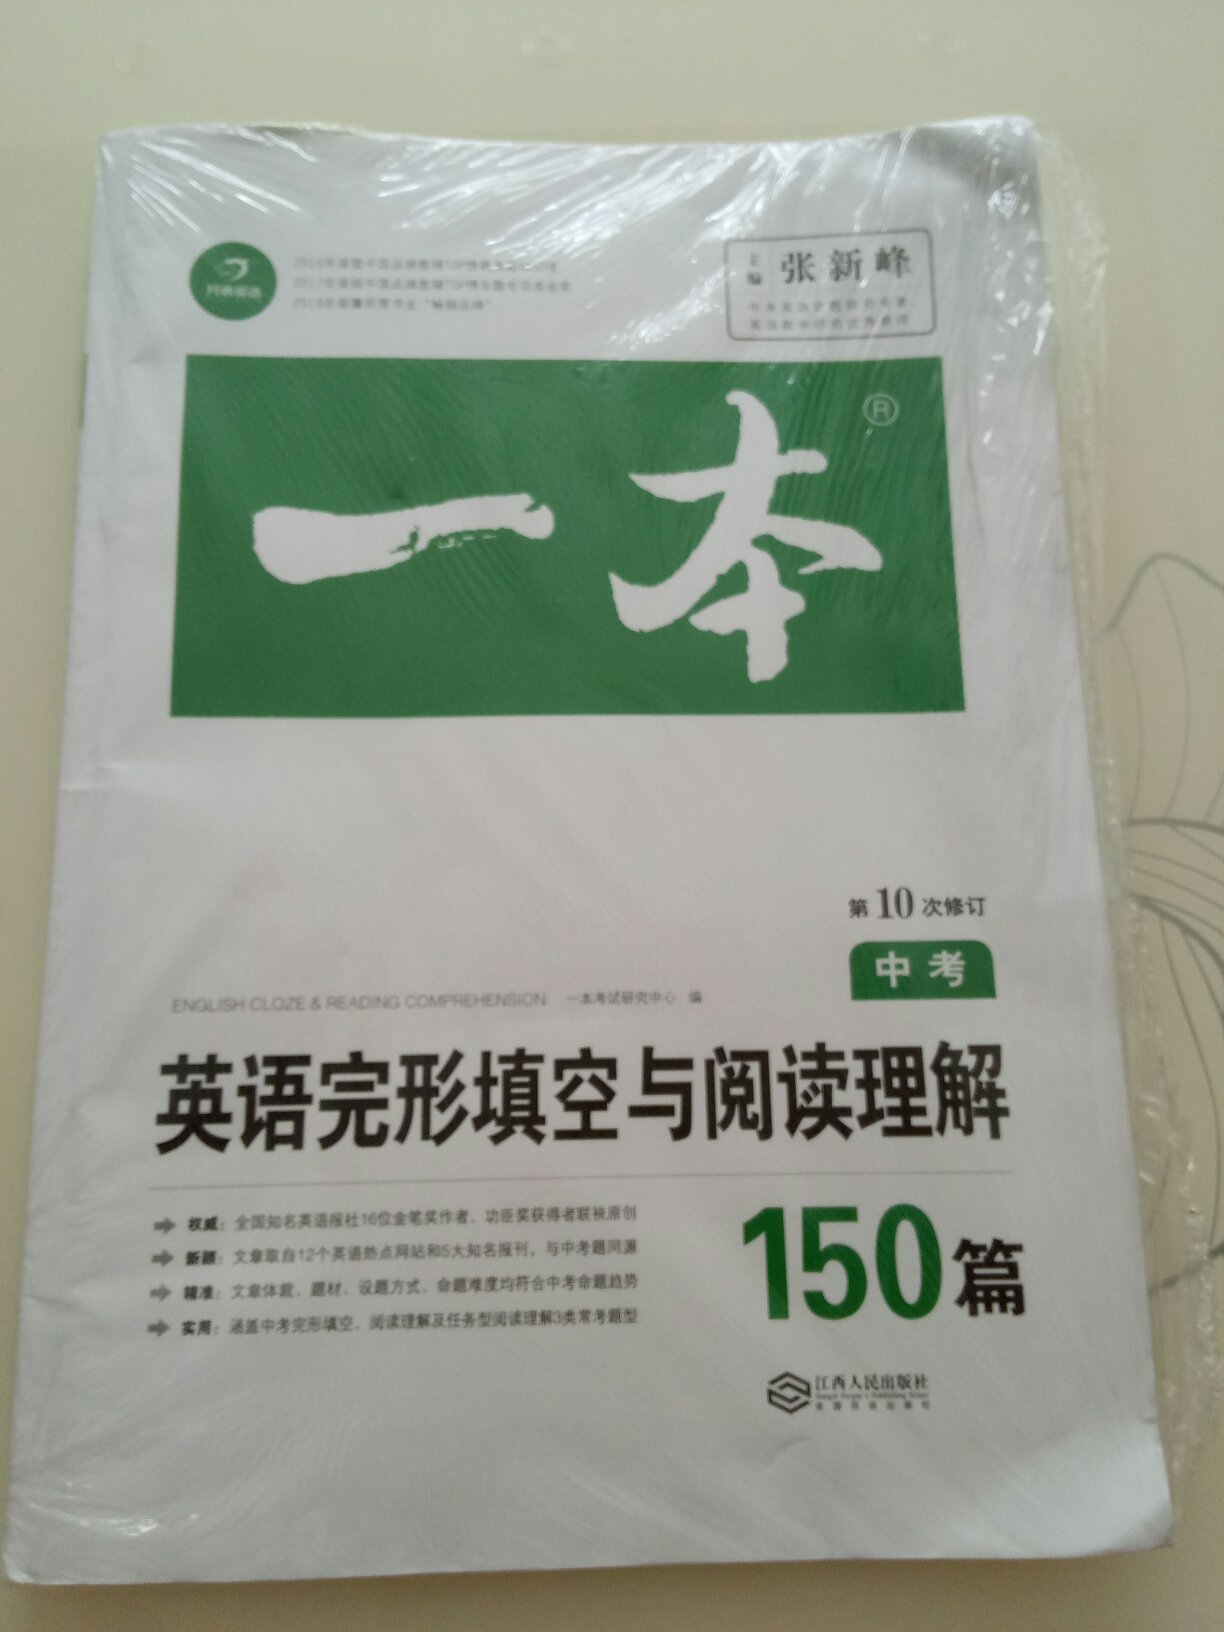 主编 张新峰
一本
®
第10次修订
中考
ENGLISH CLOZE & READING COMPREHENSION 一本考试研究中心 编
英语完形填空与阅读理解
150篇
权威：全国知名英语报社16位金笔奖作者、功臣奖获得者联袂原创
新颖：文章取自12个英语热点网站和5大知名报刊，与中考题同源
精准：文章体裁、题材、设题方式、命题难度均符合中考命题趋势
实用：涵盖中考完形填空、阅读理解及任务型阅读理解3类常考题型
江西人民出版社